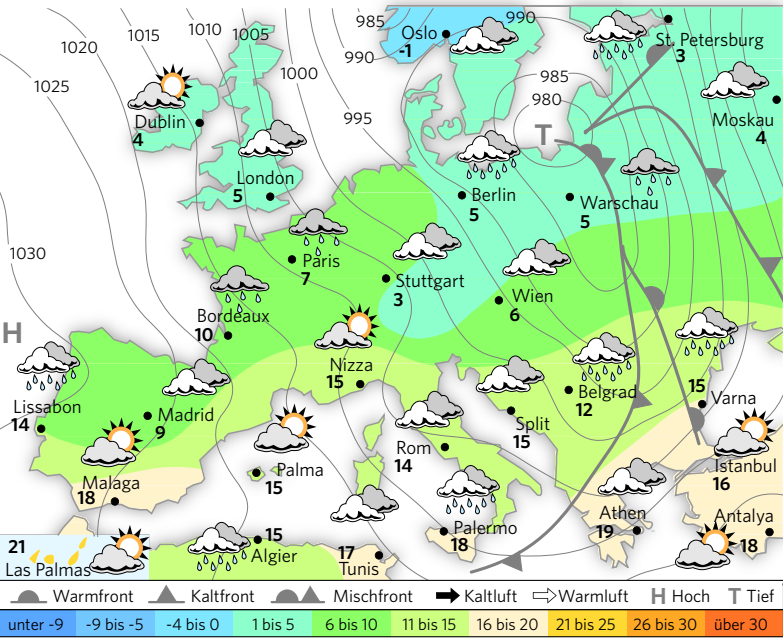 985
990
Oslo
-1
1020
1015
1010
1005
990
St. Petersburg
3
1025
1000
985
980
Dublin
4
995
T
Moskau
4
London
5
Berlin
5
Warschau
5
1030
Paris
7
Stuttgart
3
Wien
6
Bordeaux
10
H
Nizza
15
Lissabon
14
Madrid
9
Belgrad
12
15
Varna
Split
15
Rom
14
Malaga
18
Palma
15
Istanbul
16
Athen
19
Antalya
18
Palermo
18
21
Las Palmas
15
Algier
17
Tunis
Warmfront Kaltfront Mischfront Kaltluft Warmluft H Hoch T Tief
unter -9 -9 bis -5 -4 bis 0 1 bis 5 6 bis 10 11 bis 15 16 bis 20 21 bis 25 26 bis 30 über 30